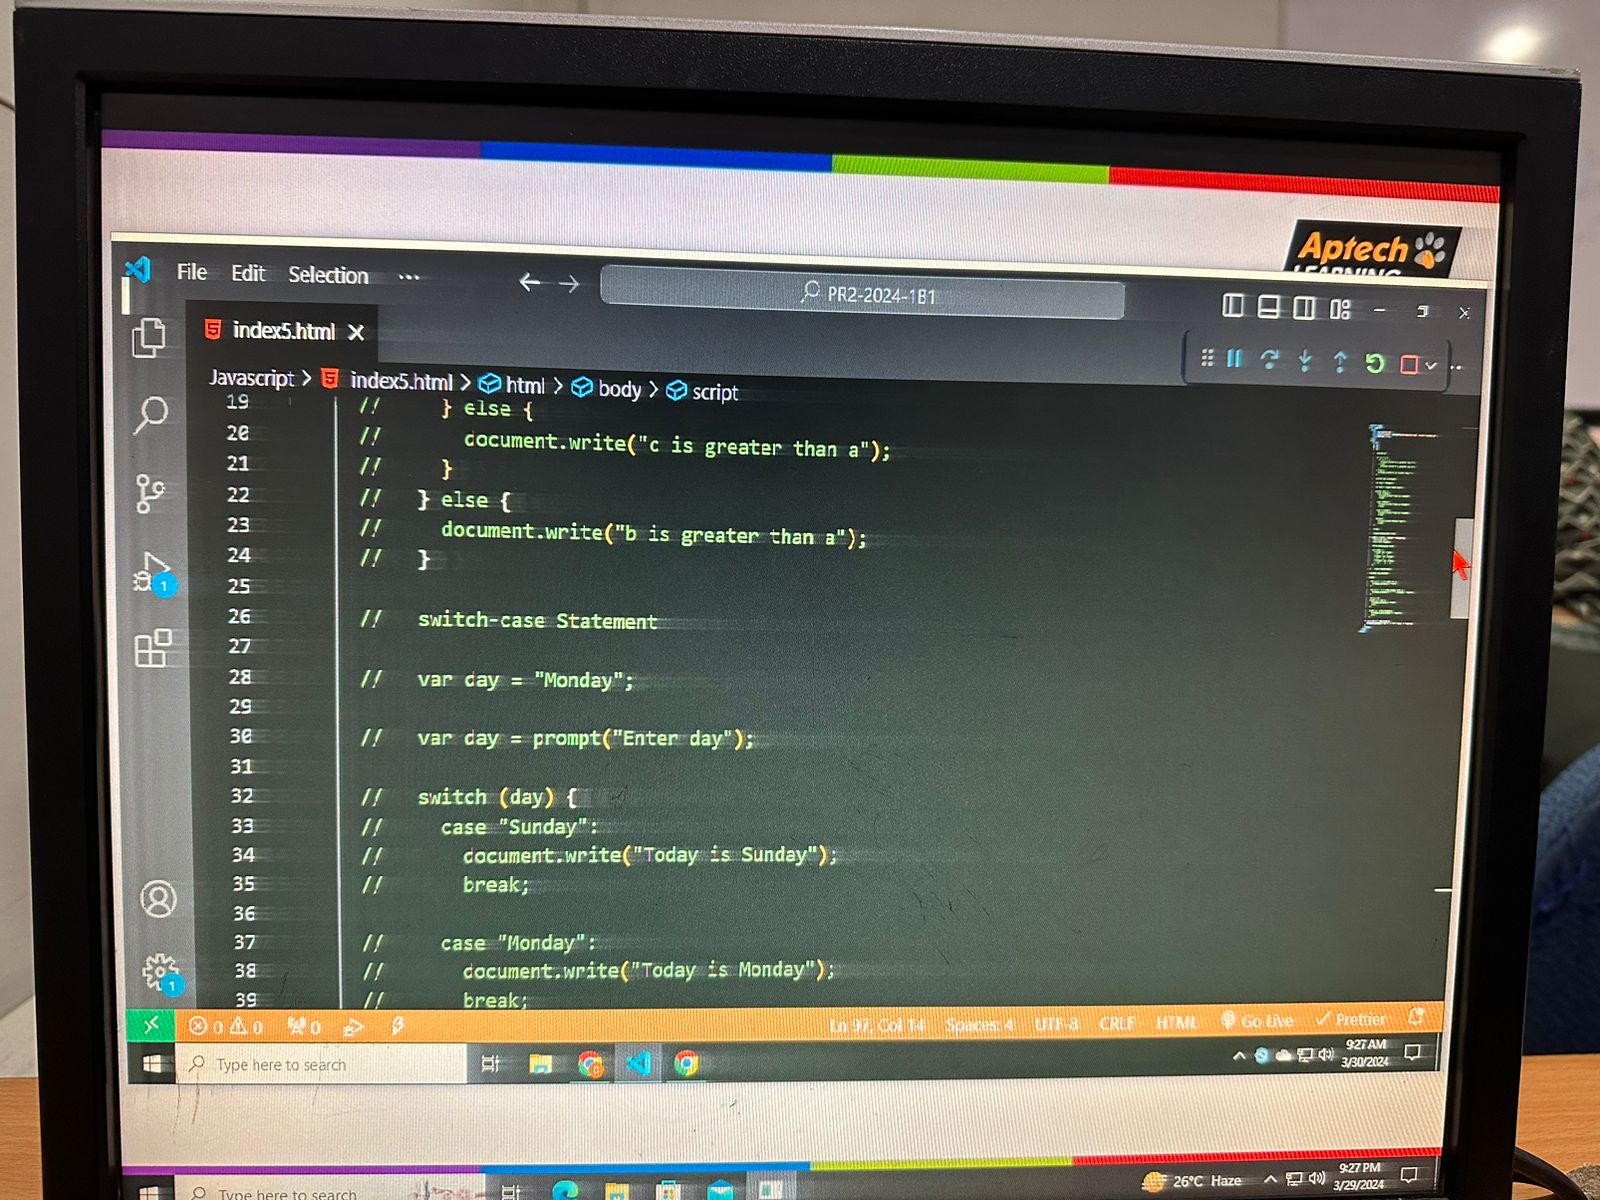 Aptech
LEARNING
File Edit Selection ...
PR2-2024-1B1
index5.html
Javascript > index5.html > html > body > script
19 // } else {
20 // document.write("c is greater than a");
21 // }
22 // } else {
23 // document.write("b is greater than a");
24 // }
25
26 // switch-case Statement
27
28 // var day = "Monday";
29
30 // var day = prompt("Enter day");
31
32 // switch (day) {
33 // case "Sunday":
34 // document.write("Today is Sunday");
35 // break;
36
37 // case "Monday":
38 // document.write("Today is Monday");
39 // break;
1
1
0 0 0 Ln 97, Col 14 Spaces: 4 UTF-8 CRLF HTML Go Live Prettier
Type here to search 9:27 AM
3/30/2024
Type here to search 26°C Haze 9:27 PM
3/29/2024